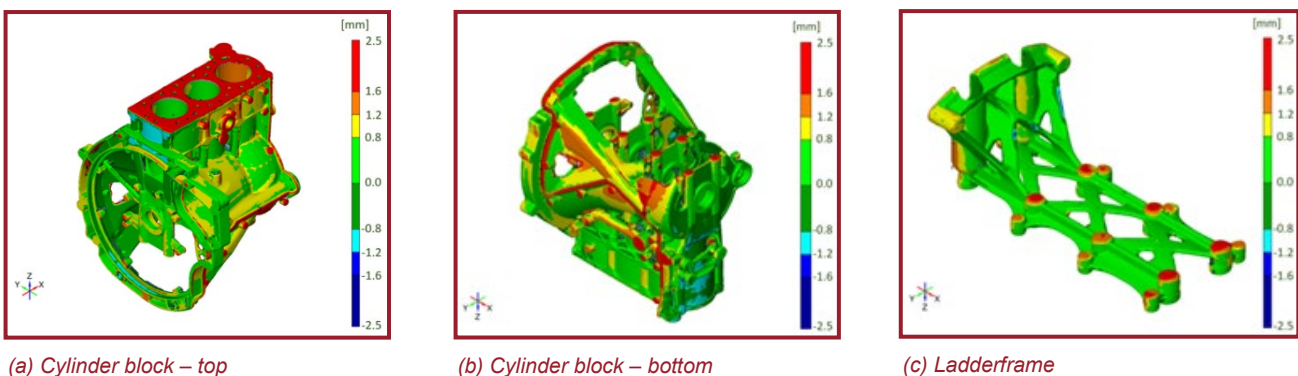 [mm]
2.5
1.6
0.8
0.0
-0.8
-1.2
-1.6
-2.5
Z
Y X
(a) Cylinder block – top
[mm]
2.5
1.6
1.2
0.8
0.0
-0.8
-1.2
-1.6
-2.5
Y X
Z
(b) Cylinder block – bottom
[mm]
2.5
1.6
1.2
0.8
0.0
-0.8
-1.2
-1.6
-2.5
Z
Y X
(c) Ladderframe